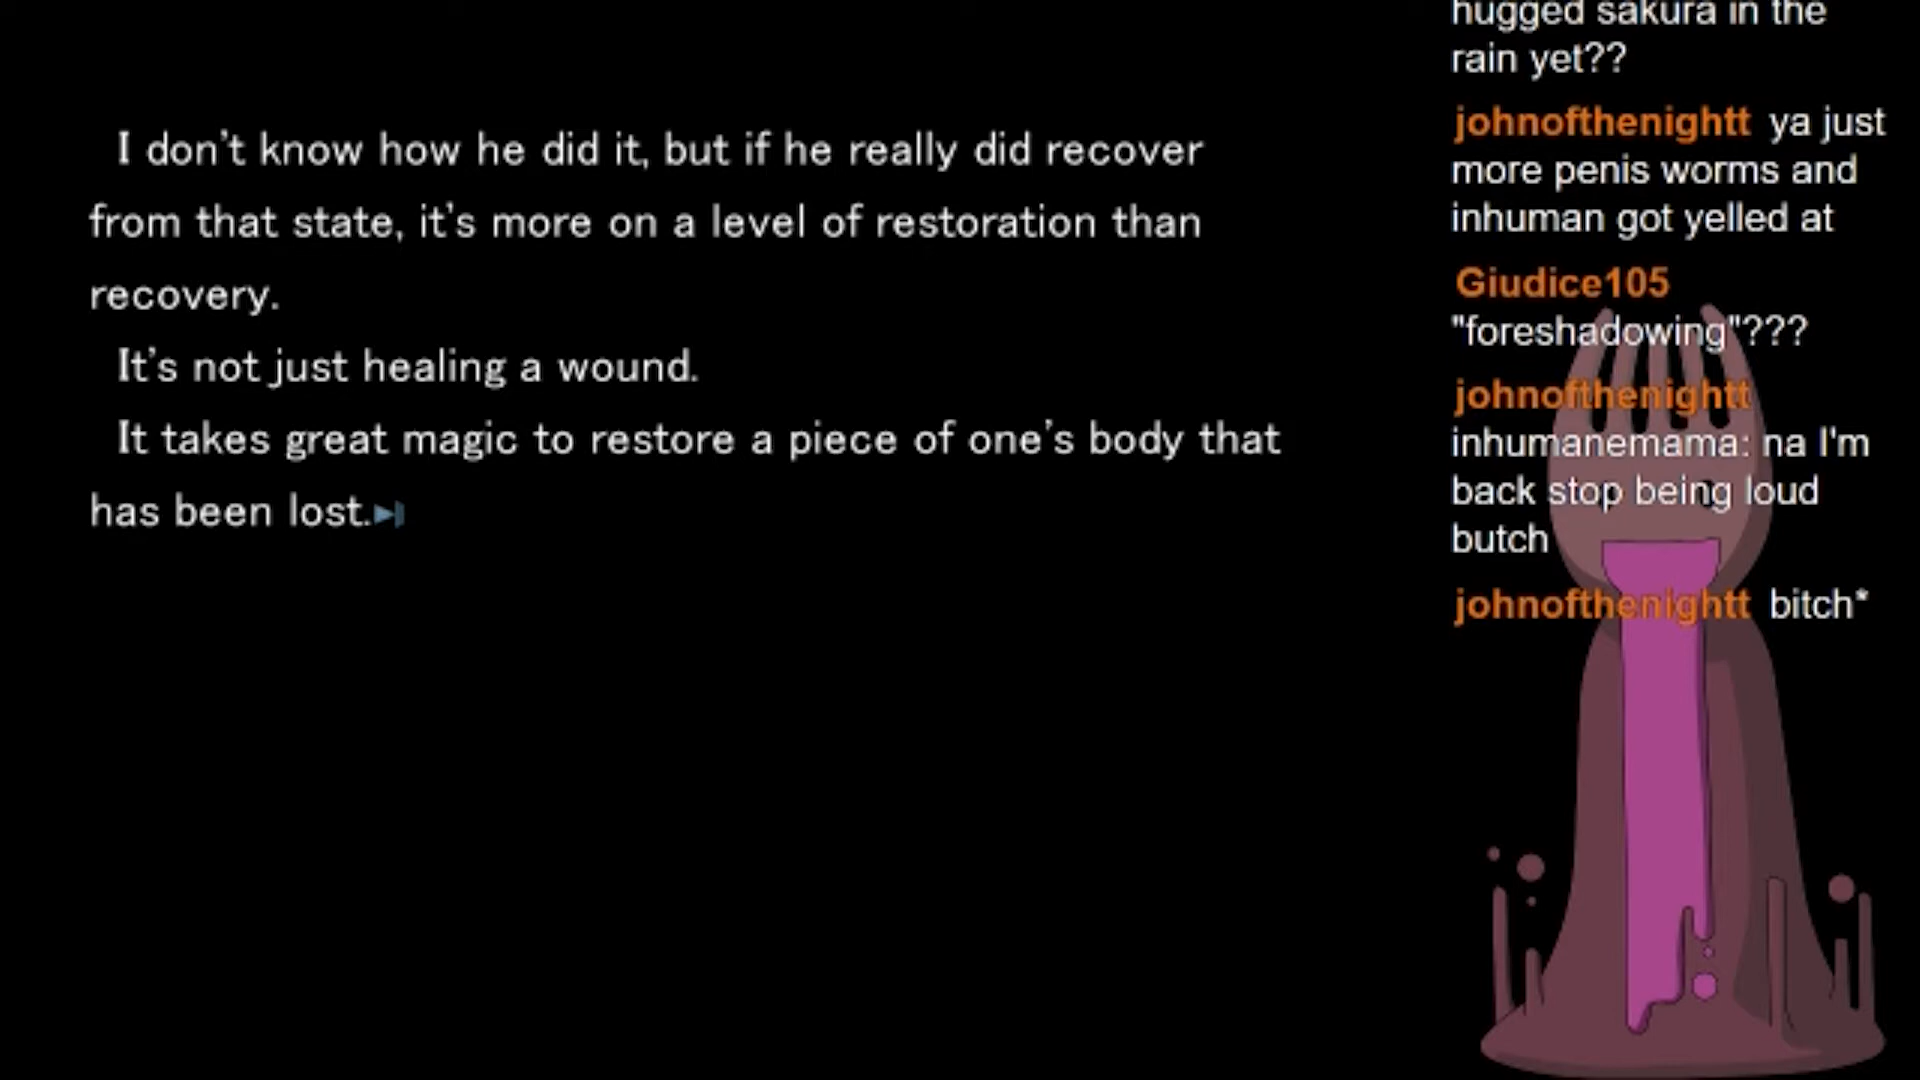 I don't know how he did it, but if he really did recover
from that state, it's more on a level of restoration than
recovery.
It's not just healing a wound.
It takes great magic to restore a piece of one's body that
has been lost.
hugged sakura in the
rain yet??
johnofthenightt ya just
more penis worms and
inhuman got yelled at
Giudice105
"foreshadowing"???
johnofthenightt
inhumanemama: na I'm
back stop being loud
butch
johnofthenightt bitch*